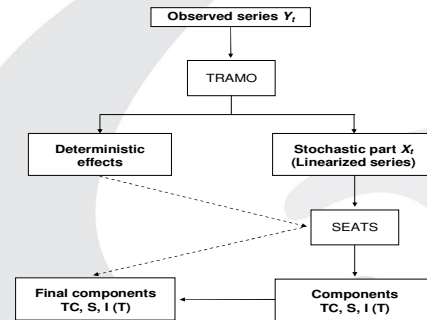 Observed series Yt
TRAMO
Deterministic
effects
Stochastic part Xt
(Linearized series)
SEATS
Final components
TC, S, I (T)
Components
TC, S, I (T)